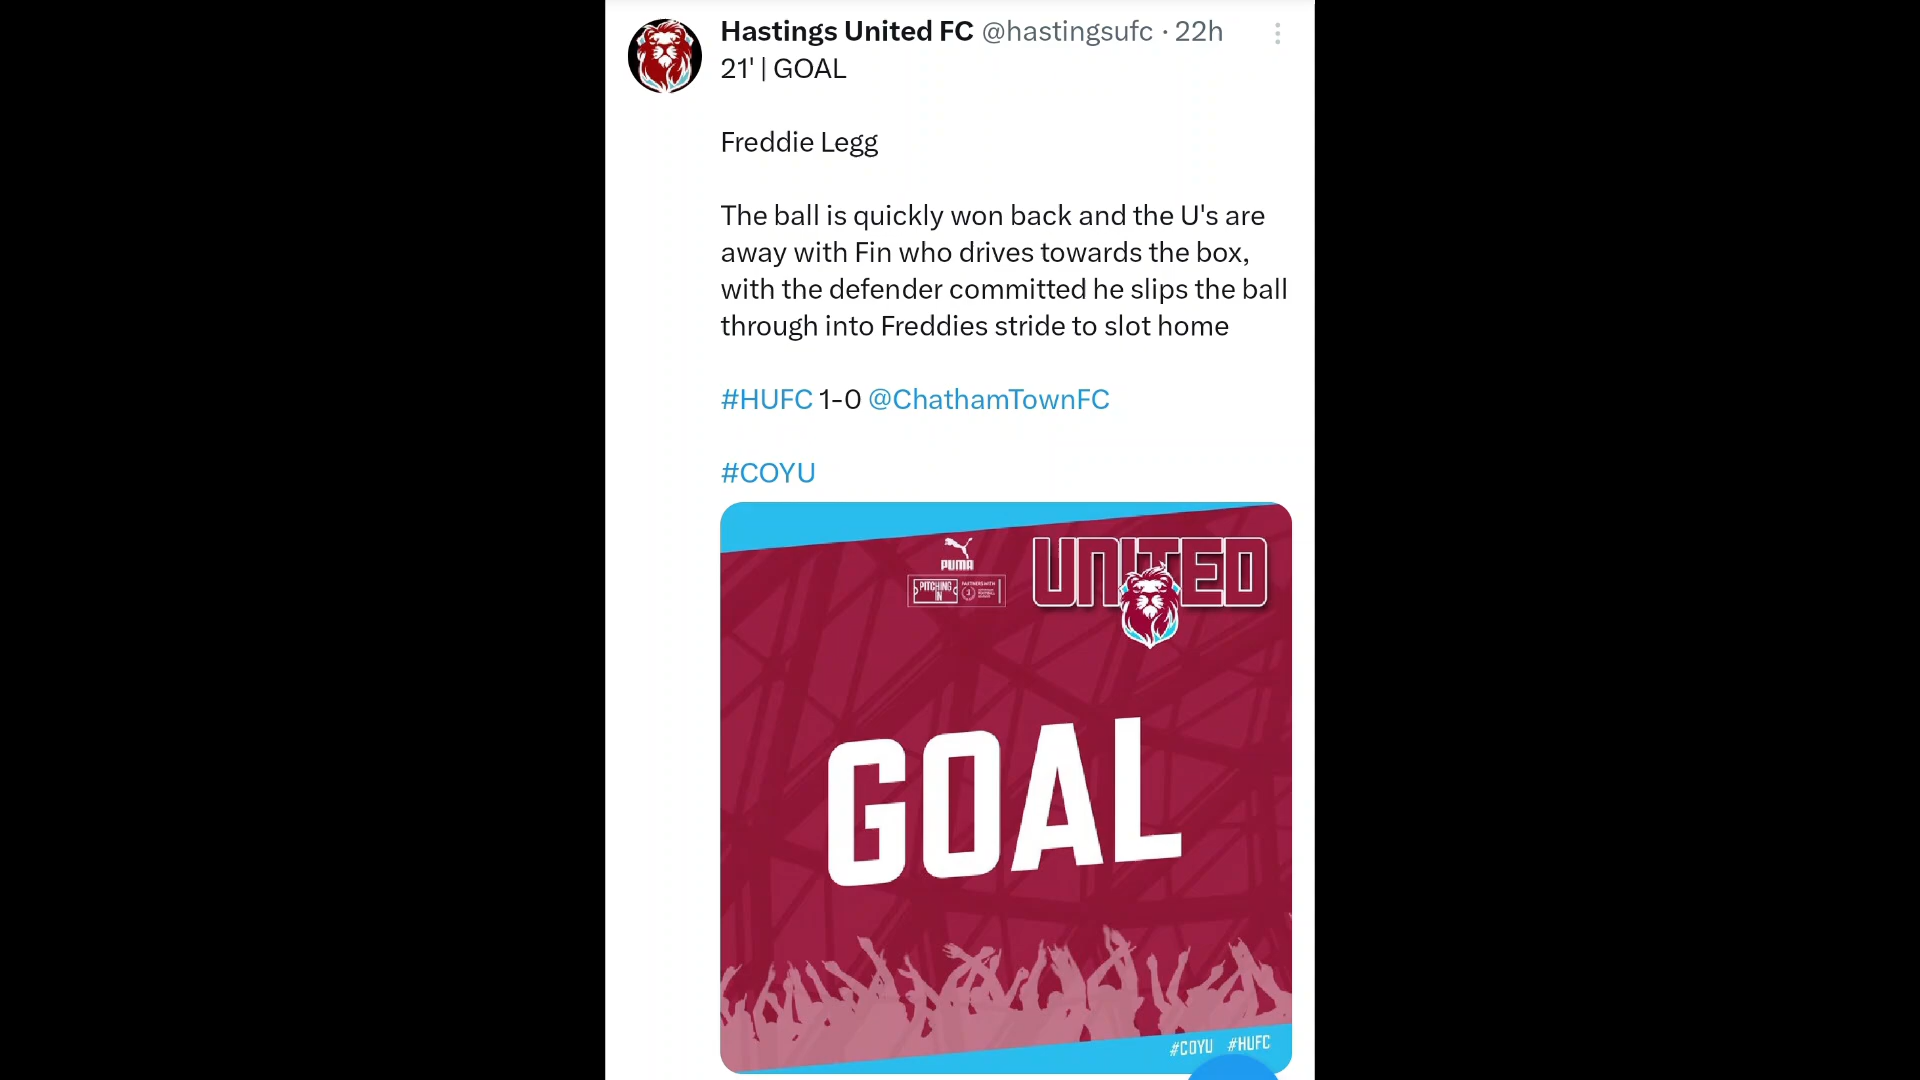 Hastings United FC @hastingsufc · 22h
21' | GOAL
Freddie Legg
The ball is quickly won back and the U's are
away with Fin who drives towards the box,
with the defender committed he slips the ball
through into Freddies stride to slot home
#HUFC 1-0 @ChathamTownFC
#COYU
PUMA
UNITED
PITCHING
IN
PARTNERS WITH
GOAL
#COYU #HUFC